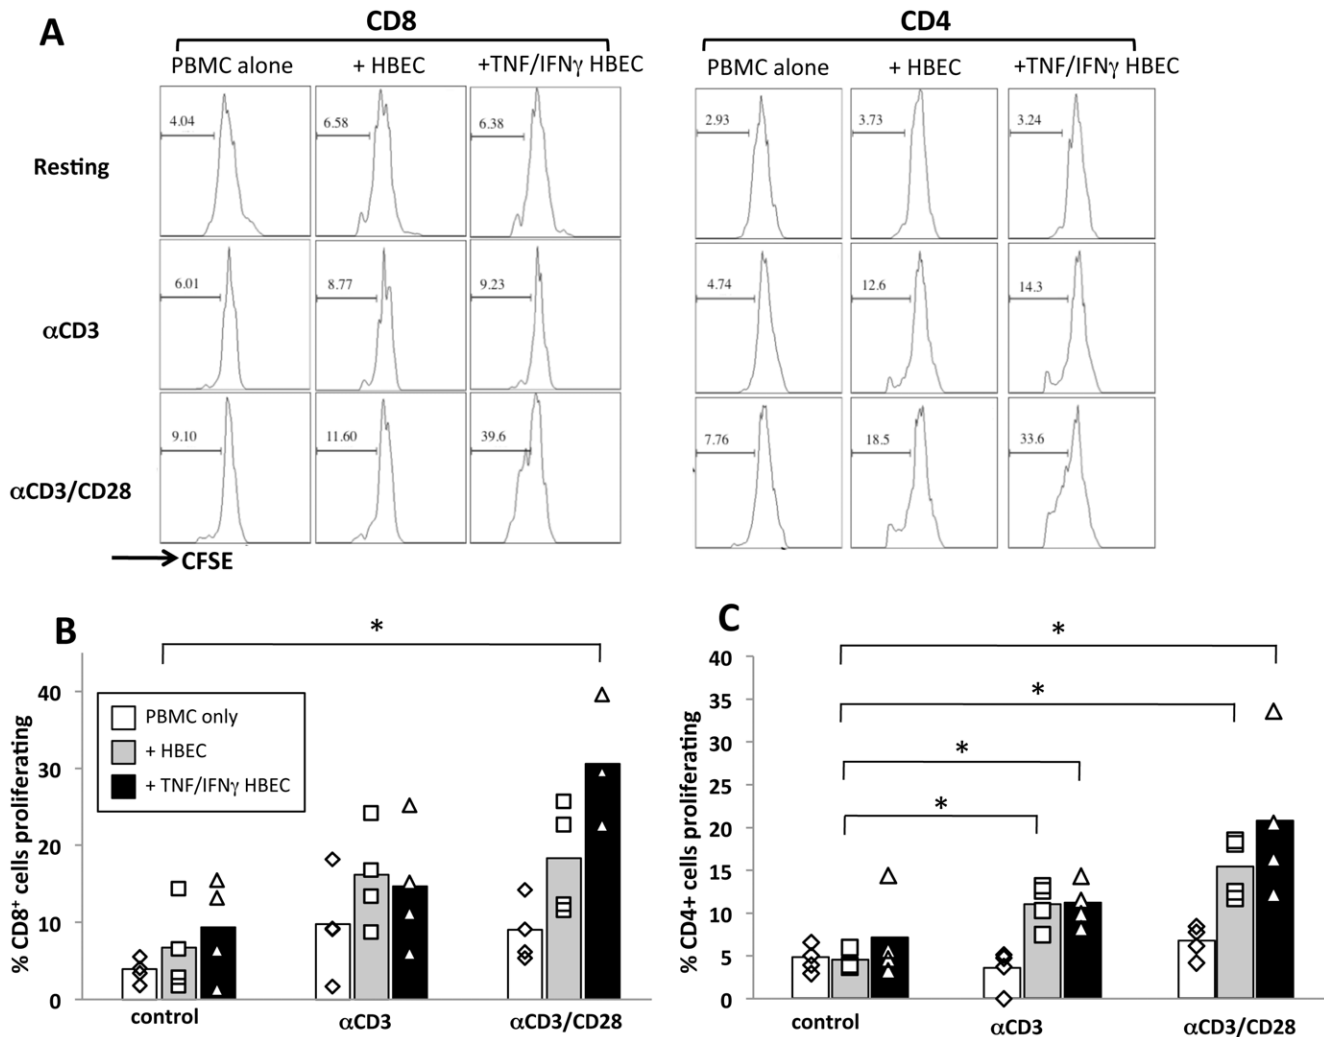 A
CD8
CD4
PBMC alone
+ HBEC
+TNF/IFNγ HBEC
PBMC alone
+ HBEC
+TNF/IFNγ HBEC
Resting
4.04
6.58
6.38
2.93
3.73
3.24
αCD3
6.01
8.77
9.23
4.74
12.6
14.3
αCD3/CD28
9.10
11.60
39.6
7.76
18.5
33.6
CFSE
B
*
% CD8⁺ cells proliferating
40
30
20
10
0
PBMC only
+ HBEC
+ TNF/IFNγ HBEC
control
αCD3
αCD3/CD28
C
*
*
*
*
% CD4+ cells proliferating
40
35
30
25
20
15
10
5
0
control
αCD3
αCD3/CD28